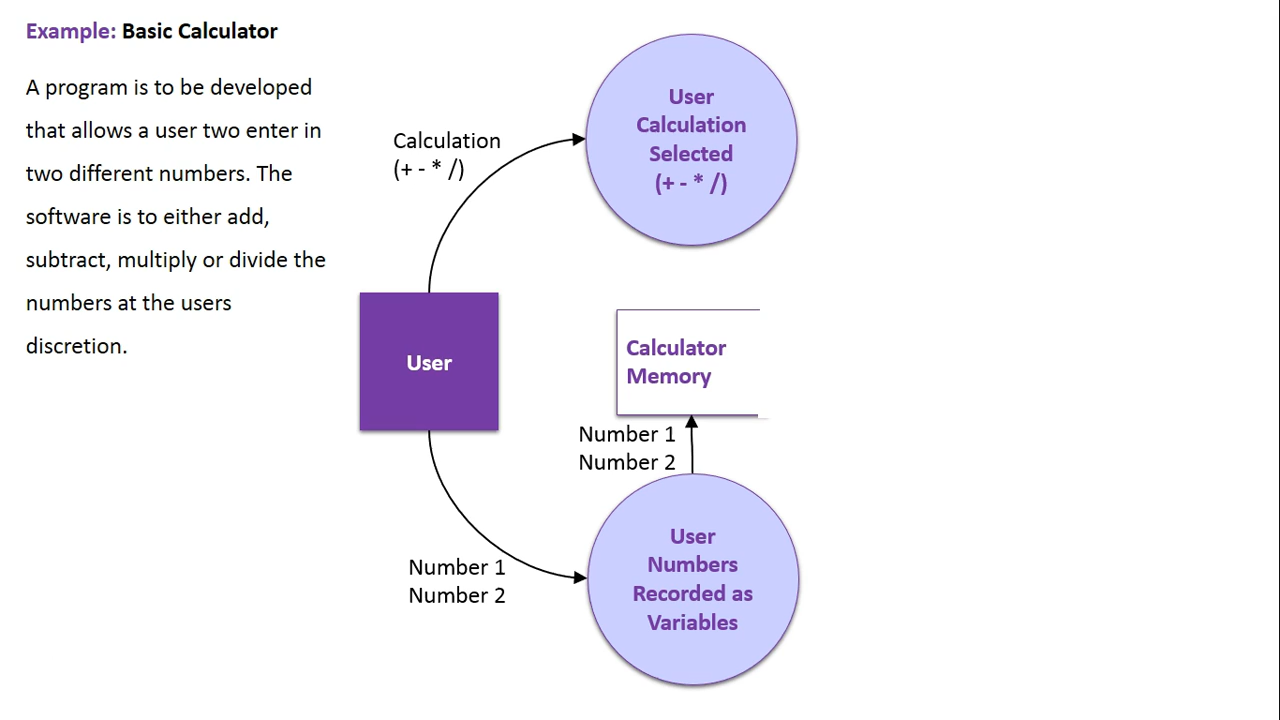 Example: Basic Calculator
A program is to be developed
that allows a user two enter in
two different numbers. The
software is to either add,
subtract, multiply or divide the
numbers at the users
discretion.
Calculation
(+ - * /)
User
Calculation
Selected
(+ - * /)
User
Calculator
Memory
Number 1
Number 2
Number 1
Number 2
User
Numbers
Recorded as
Variables